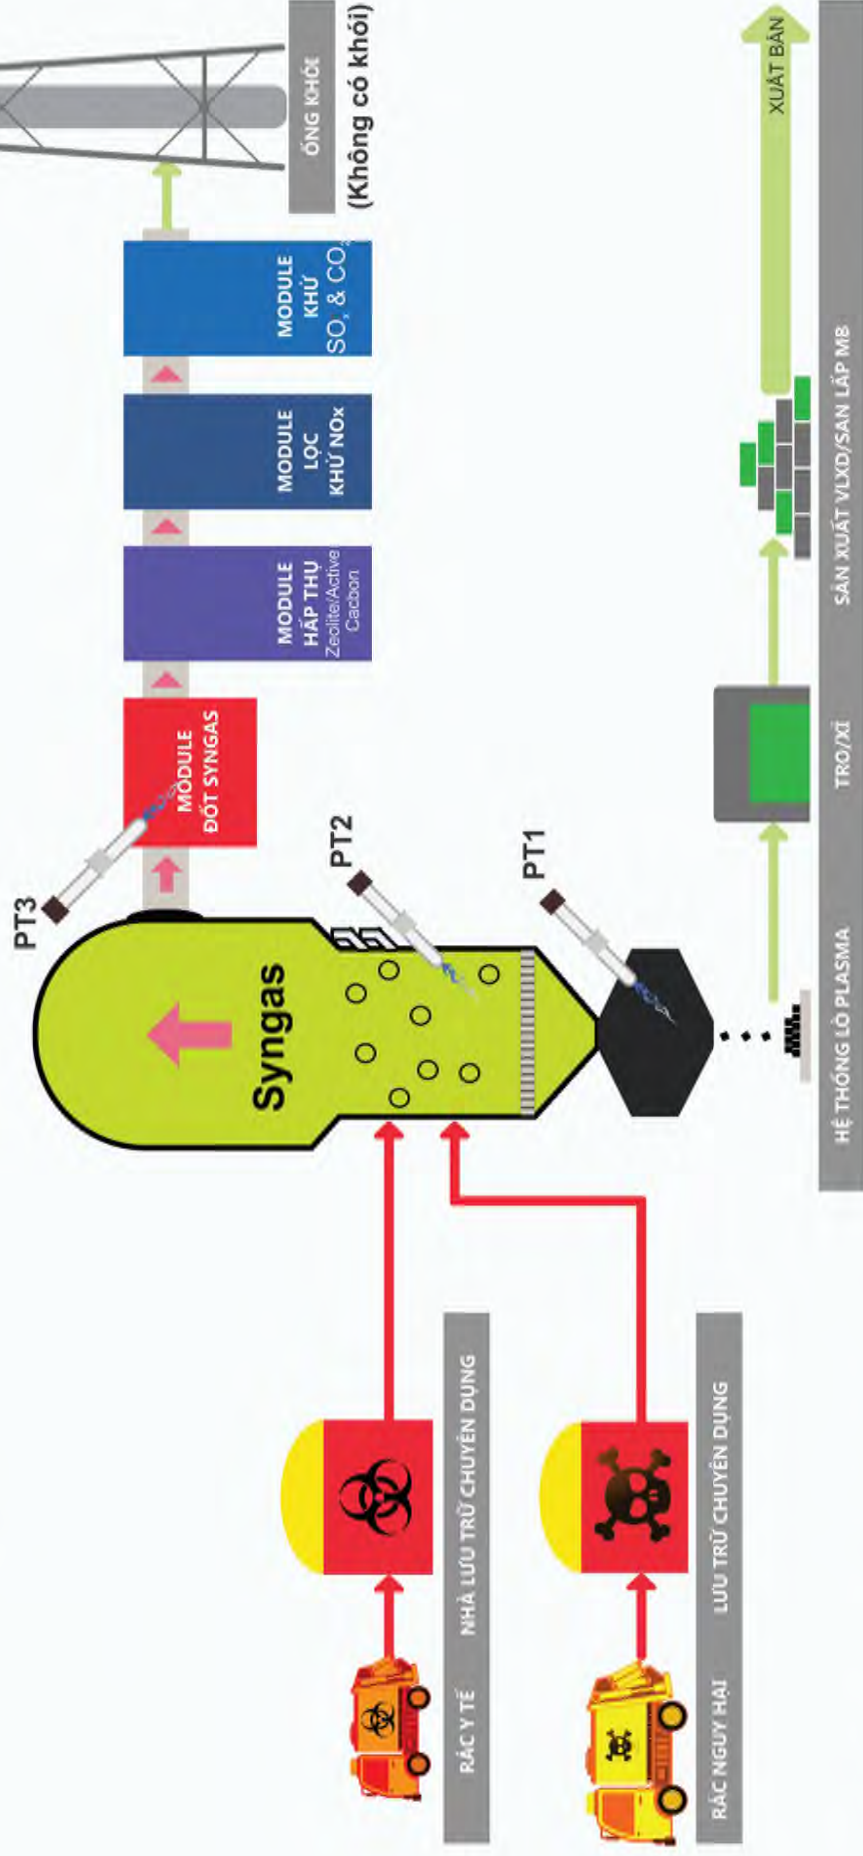 PT3
MODULE
ĐỐT SYNGAS
MODULE
HẤP THỤ
Zeolite/Active
Cacbon
MODULE
LỌC
KHỬ NOx
MODULE
KHỬ
SOₓ & CO₂
ỐNG KHÓI
(Không có khói)
Syngas
PT2
PT1
RÁC Y TẾ
NHÀ LƯU TRỮ CHUYÊN DỤNG
RÁC NGUY HẠI
LƯU TRỮ CHUYÊN DỤNG
HỆ THỐNG LÒ PLASMA
TRO/XỈ
SẢN XUẤT VLXD/SAN LẤP MB
XUẤT BÁN